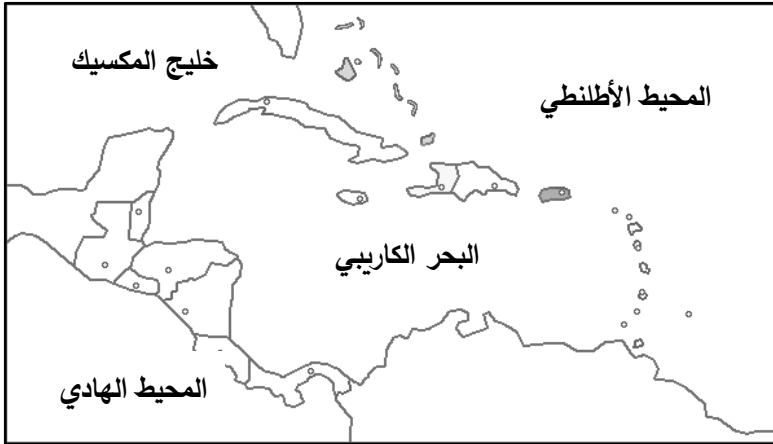 خليج المكسيك
المحيط الأطلنطي
البحر الكاريبي
المحيط الهادي